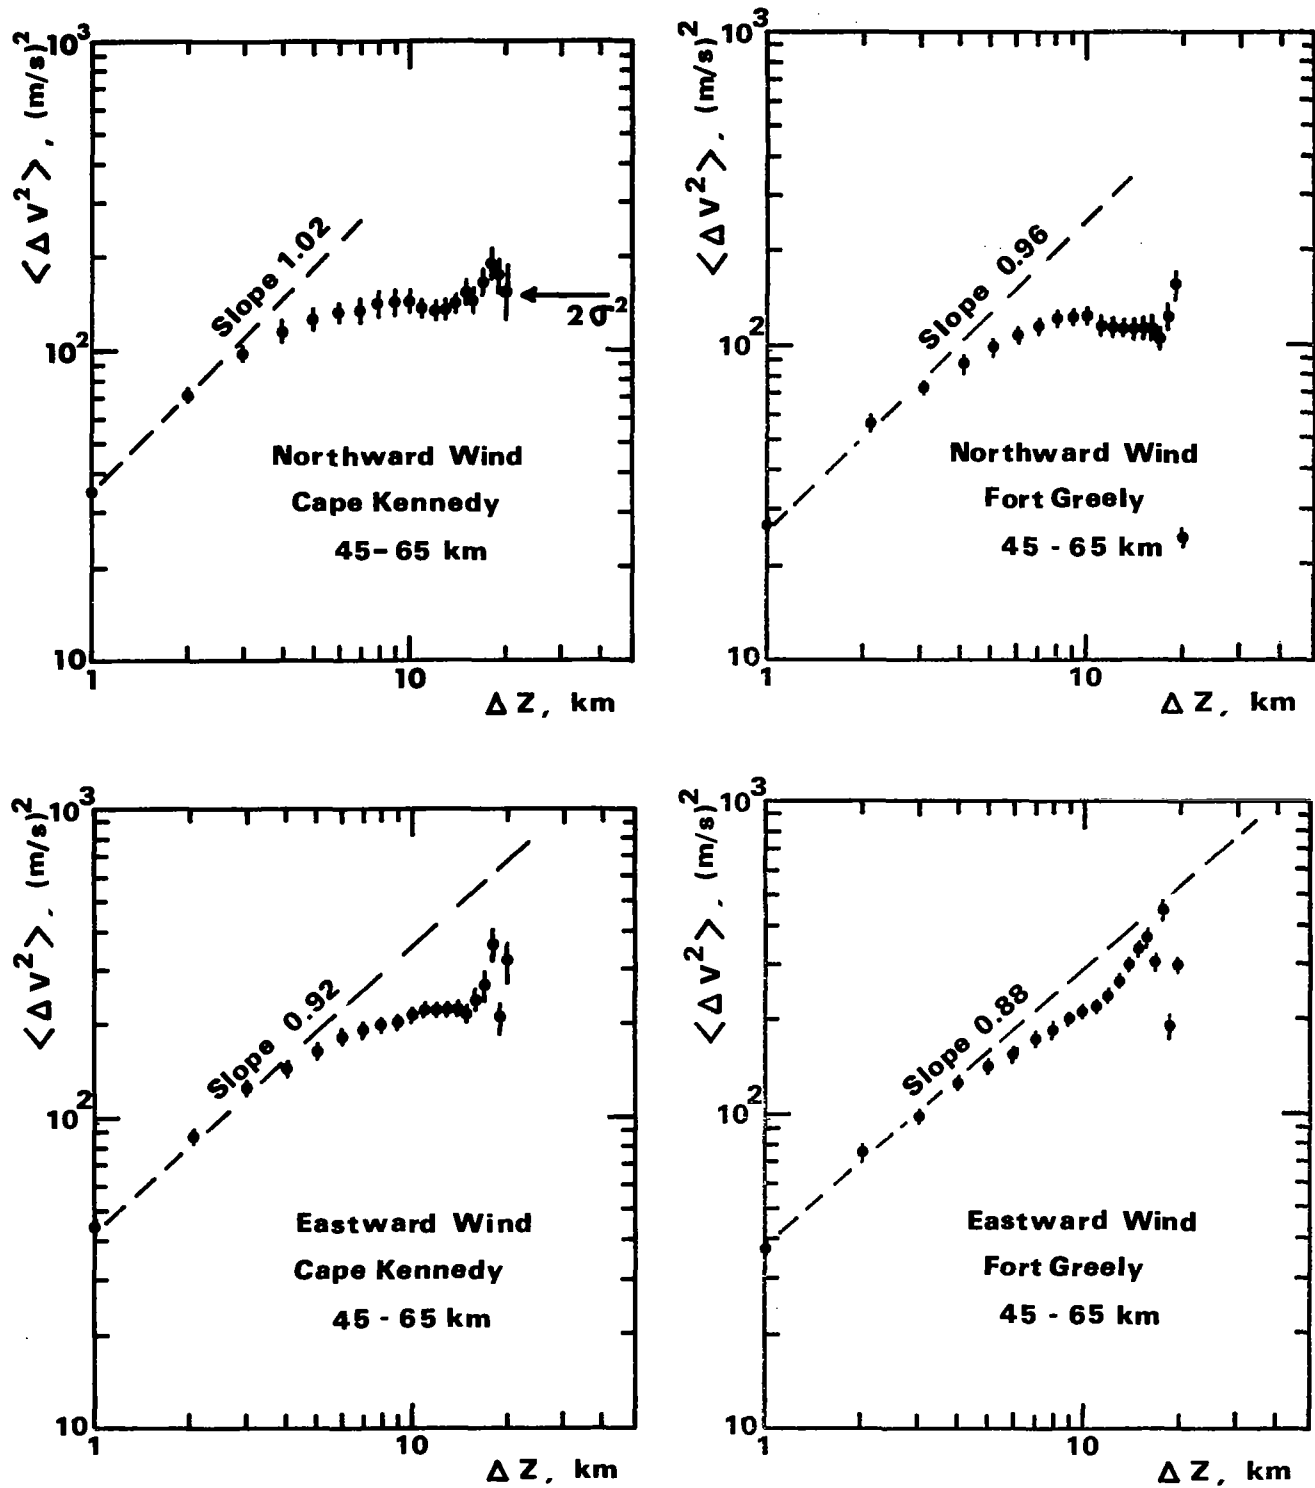 10³
<ΔV²>, (m/s)²
Slope 1.02
2σ²
10²
Northward Wind
Cape Kennedy
45-65 km
10
1
10
ΔZ, km
10³
<ΔV²>, (m/s)²
Slope 0.96
10²
Northward Wind
Fort Greely
45 - 65 km
10
1
10
ΔZ, km
10³
<ΔV²>, (m/s)²
Slope 0.92
10²
Eastward Wind
Cape Kennedy
45 - 65 km
10
1
10
ΔZ, km
10³
<ΔV²>, (m/s)²
Slope 0.88
10²
Eastward Wind
Fort Greely
45 - 65 km
10
1
10
ΔZ, km